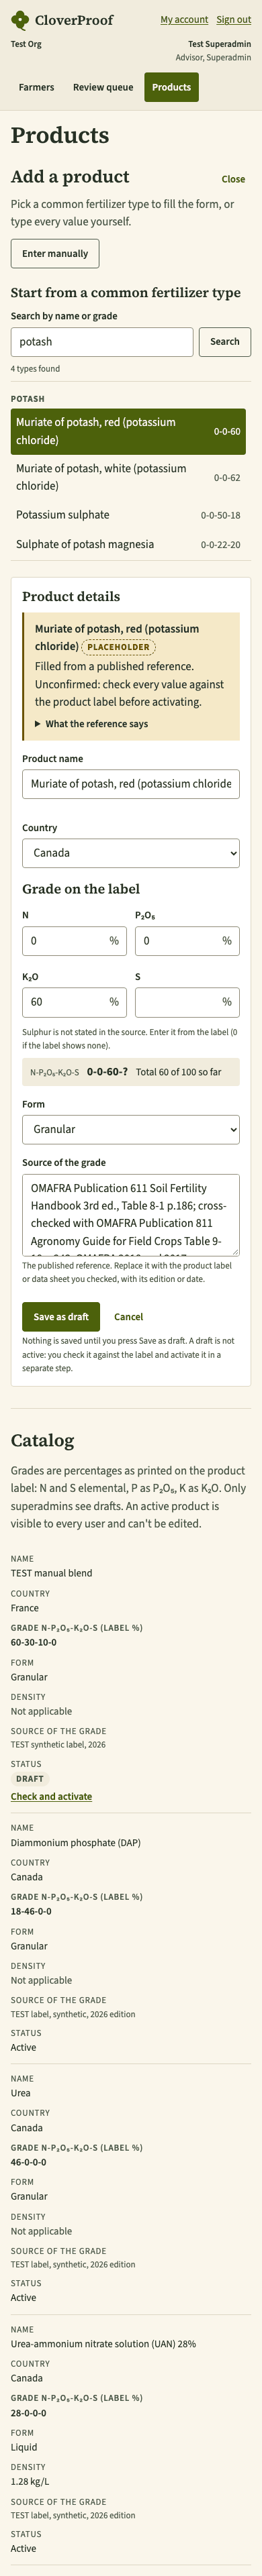 CloverProof
My account Sign out
Test Org
Test Superadmin
Advisor, Superadmin
Farmers Review queue Products
Products
Add a product
Close
Pick a common fertilizer type to fill the form, or
type every value yourself.
Enter manually
Start from a common fertilizer type
Search by name or grade
potash
Search
4 types found
POTASH
Muriate of potash, red (potassium
chloride)
0-0-60
Muriate of potash, white (potassium
chloride)
0-0-62
Potassium sulphate 0-0-50-18
Sulphate of potash magnesia 0-0-22-20
Product details
Muriate of potash, red (potassium
chloride) PLACEHOLDER
Filled from a published reference.
Unconfirmed: check every value against
the product label before activating.
What the reference says
Product name
Muriate of potash, red (potassium chloride
Country
Canada
Grade on the label
N P₂O₅
0 % 0 %
K₂O S
60 % %
Sulphur is not stated in the source. Enter it from the label (0
if the label shows none).
N-P₂O₅-K₂O-S 0-0-60-? Total 60 of 100 so far
Form
Granular
Source of the grade
OMAFRA Publication 611 Soil Fertility
Handbook 3rd ed., Table 8-1 p.186; cross-
checked with OMAFRA Publication 811
Agronomy Guide for Field Crops Table 9-
The published reference. Replace it with the product label
or data sheet you checked, with its edition or date.
Save as draft Cancel
Nothing is saved until you press Save as draft. A draft is not
active: you check it against the label and activate it in a
separate step.
Catalog
Grades are percentages as printed on the product
label: N and S elemental, P as P₂O₅, K as K₂O. Only
superadmins see drafts. An active product is
visible to every user and can't be edited.
NAME
TEST manual blend
COUNTRY
France
GRADE N-P₂O₅-K₂O-S (LABEL %)
60-30-10-0
FORM
Granular
DENSITY
Not applicable
SOURCE OF THE GRADE
TEST synthetic label, 2026
STATUS
DRAFT
Check and activate
NAME
Diammonium phosphate (DAP)
COUNTRY
Canada
GRADE N-P₂O₅-K₂O-S (LABEL %)
18-46-0-0
FORM
Granular
DENSITY
Not applicable
SOURCE OF THE GRADE
TEST label, synthetic, 2026 edition
STATUS
Active
NAME
Urea
COUNTRY
Canada
GRADE N-P₂O₅-K₂O-S (LABEL %)
46-0-0-0
FORM
Granular
DENSITY
Not applicable
SOURCE OF THE GRADE
TEST label, synthetic, 2026 edition
STATUS
Active
NAME
Urea-ammonium nitrate solution (UAN) 28%
COUNTRY
Canada
GRADE N-P₂O₅-K₂O-S (LABEL %)
28-0-0-0
FORM
Liquid
DENSITY
1.28 kg/L
SOURCE OF THE GRADE
TEST label, synthetic, 2026 edition
STATUS
Active